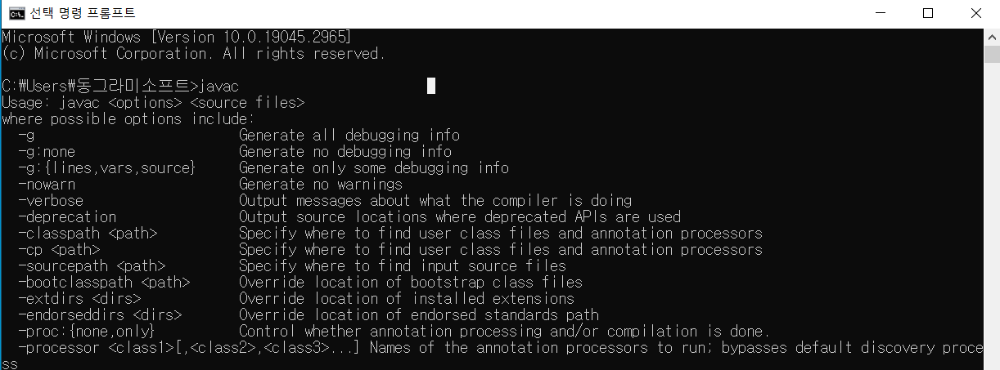 선택 명령 프롬프트
Microsoft Windows [Version 10.0.19045.2965]
(c) Microsoft Corporation. All rights reserved.
C:₩Users₩동그라미소프트>javac
Usage: javac <options> <source files>
where possible options include:
  -g                         Generate all debugging info
  -g:none                    Generate no debugging info
  -g:{lines,vars,source}     Generate only some debugging info
  -nowarn                    Generate no warnings
  -verbose                   Output messages about what the compiler is doing
  -deprecation               Output source locations where deprecated APIs are used
  -classpath <path>          Specify where to find user class files and annotation processors
  -cp <path>                 Specify where to find user class files and annotation processors
  -sourcepath <path>         Specify where to find input source files
  -bootclasspath <path>      Override location of bootstrap class files
  -extdirs <dirs>            Override location of installed extensions
  -endorseddirs <dirs>       Override location of endorsed standards path
  -proc:{none,only}          Control whether annotation processing and/or compilation is done.
  -processor <class1>[,<class2>,<class3>...] Names of the annotation processors to run; bypasses default discovery proce
ss